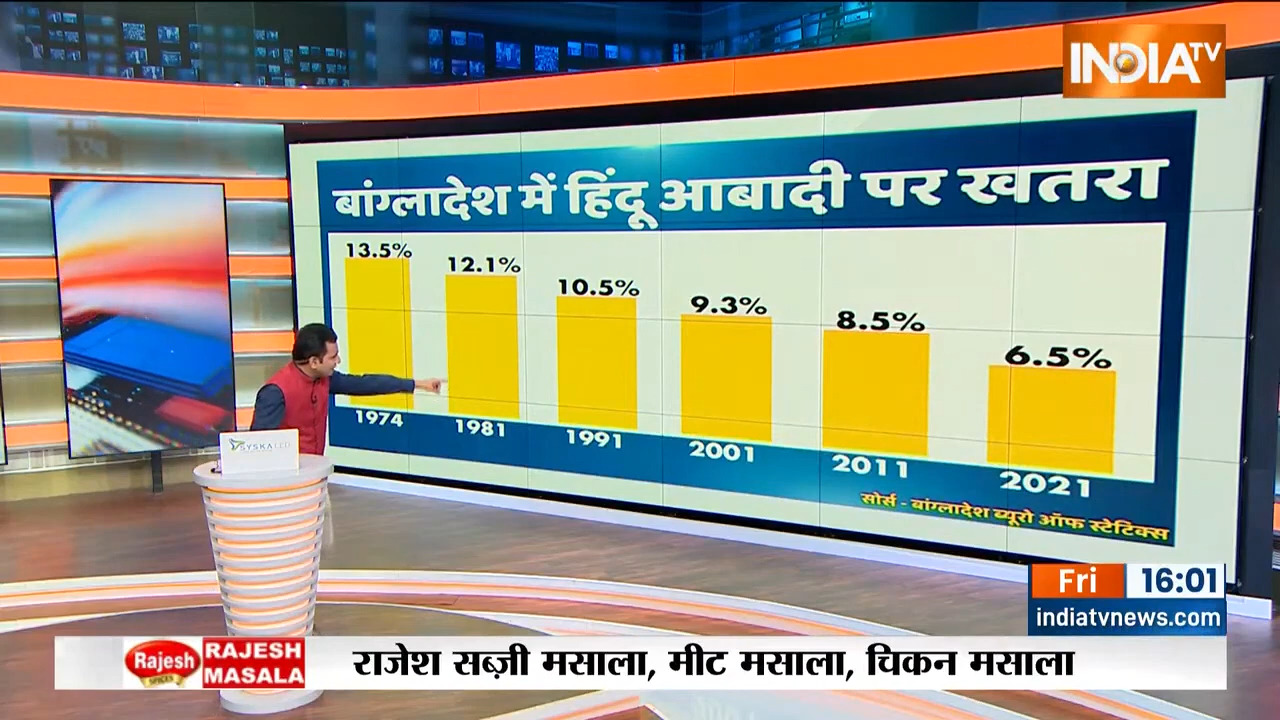 INDIA TV
बांग्लादेश में हिंदू आबादी पर खतरा
13.5% 12.1% 10.5% 9.3% 8.5% 6.5%
1974 1981 1991 2001 2011 2021
सोर्स - बांग्लादेश ब्यूरो ऑफ स्टेटिक्स
SYSKA LED
Fri 16:01
indiatvnews.com
Rajesh
SPICES
RAJESH
MASALA
राजेश सब्ज़ी मसाला, मीट मसाला, चिकन मसाला